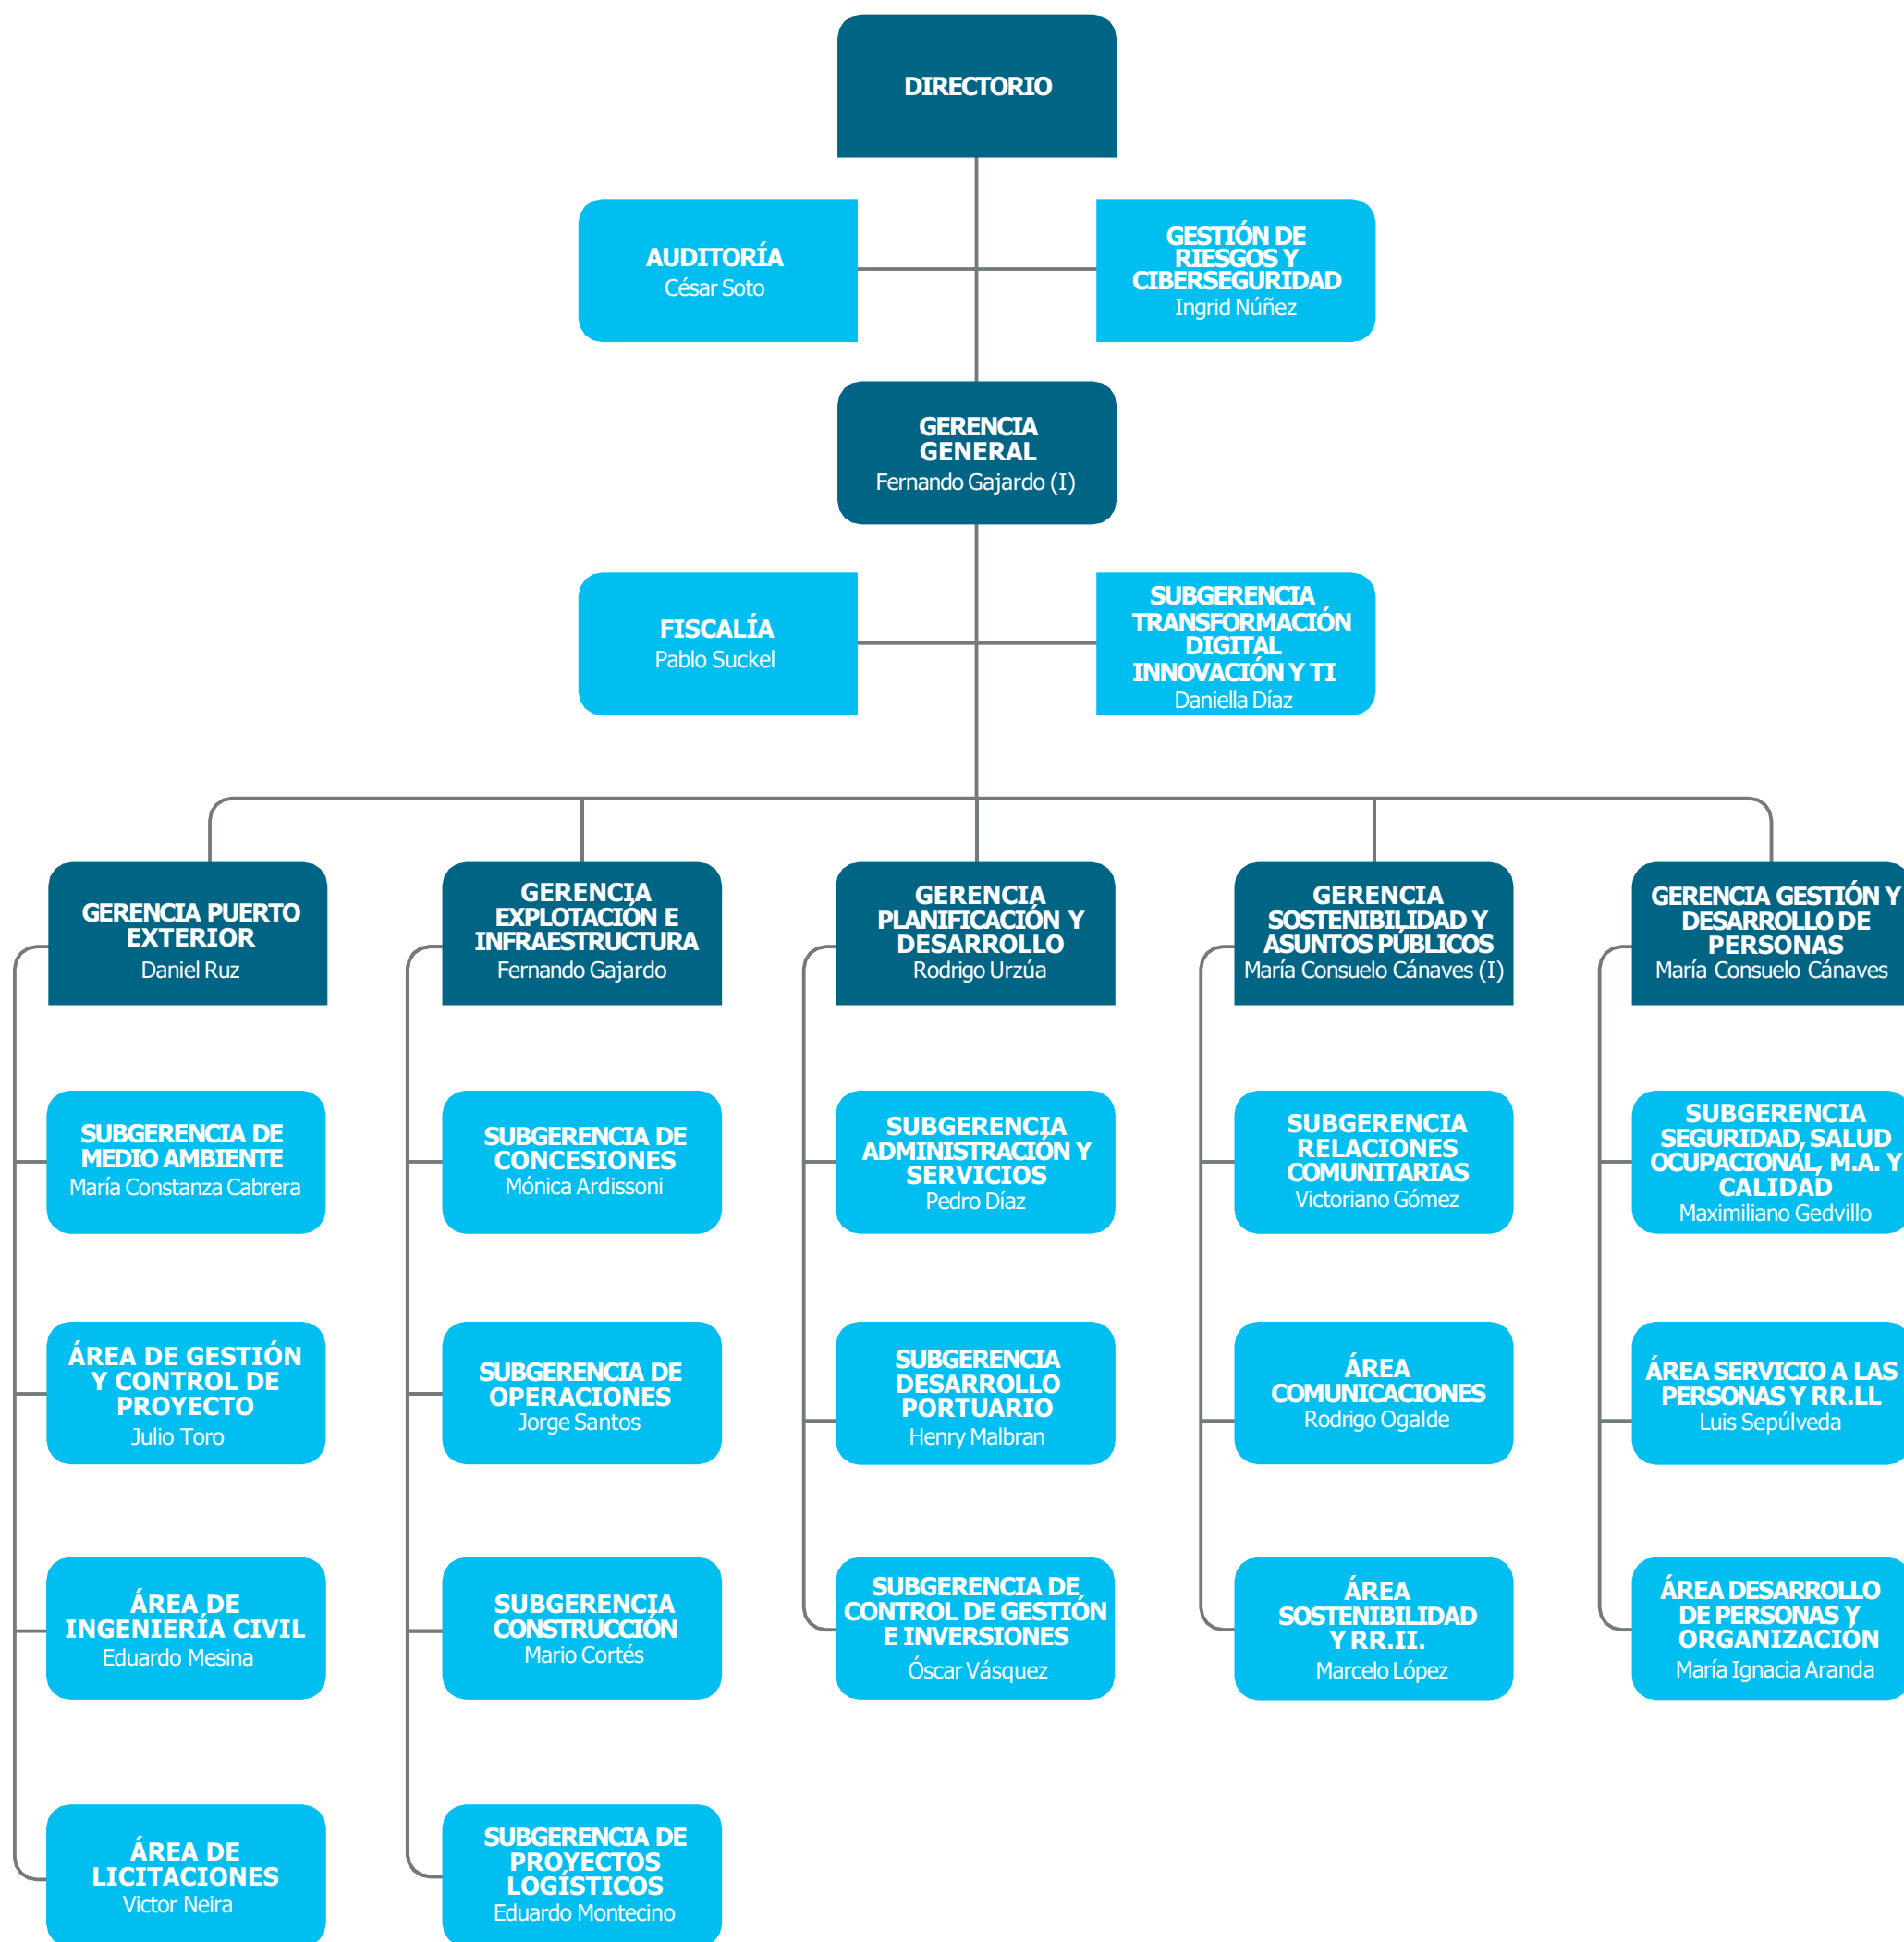 DIRECTORIO
AUDITORÍA
César Soto
GESTIÓN DE
RIESGOS Y
CIBERSEGURIDAD
Ingrid Núñez
GERENCIA
GENERAL
Fernando Gajardo (I)
FISCALÍA
Pablo Suckel
SUBGERENCIA
TRANSFORMACIÓN
DIGITAL
INNOVACIÓN Y TI
Daniella Díaz
GERENCIA PUERTO
EXTERIOR
Daniel Ruz
GERENCIA
EXPLOTACIÓN E
INFRAESTRUCTURA
Fernando Gajardo
GERENCIA
PLANIFICACIÓN Y
DESARROLLO
Rodrigo Urzúa
GERENCIA
SOSTENIBILIDAD Y
ASUNTOS PÚBLICOS
María Consuelo Cánaves (I)
GERENCIA GESTIÓN Y
DESARROLLO DE
PERSONAS
María Consuelo Cánaves
SUBGERENCIA DE
MEDIO AMBIENTE
María Constanza Cabrera
SUBGERENCIA DE
CONCESIONES
Mónica Ardissoni
SUBGERENCIA
ADMINISTRACIÓN Y
SERVICIOS
Pedro Díaz
SUBGERENCIA
RELACIONES
COMUNITARIAS
Victoriano Gómez
SUBGERENCIA
SEGURIDAD, SALUD
OCUPACIONAL, M.A. Y
CALIDAD
Maximiliano Gedvillo
ÁREA DE GESTIÓN
Y CONTROL DE
PROYECTO
Julio Toro
SUBGERENCIA DE
OPERACIONES
Jorge Santos
SUBGERENCIA
DESARROLLO
PORTUARIO
Henry Malbran
ÁREA
COMUNICACIONES
Rodrigo Ogalde
ÁREA SERVICIO A LAS
PERSONAS Y RR.LL
Luis Sepúlveda
ÁREA DE
INGENIERÍA CIVIL
Eduardo Mesina
SUBGERENCIA
CONSTRUCCIÓN
Mario Cortés
SUBGERENCIA DE
CONTROL DE GESTIÓN
E INVERSIONES
Óscar Vásquez
ÁREA
SOSTENIBILIDAD
Y RR.II.
Marcelo López
ÁREA DESARROLLO
DE PERSONAS Y
ORGANIZACIÓN
María Ignacia Aranda
ÁREA DE
LICITACIONES
Victor Neira
SUBGERENCIA DE
PROYECTOS
LOGÍSTICOS
Eduardo Montecino